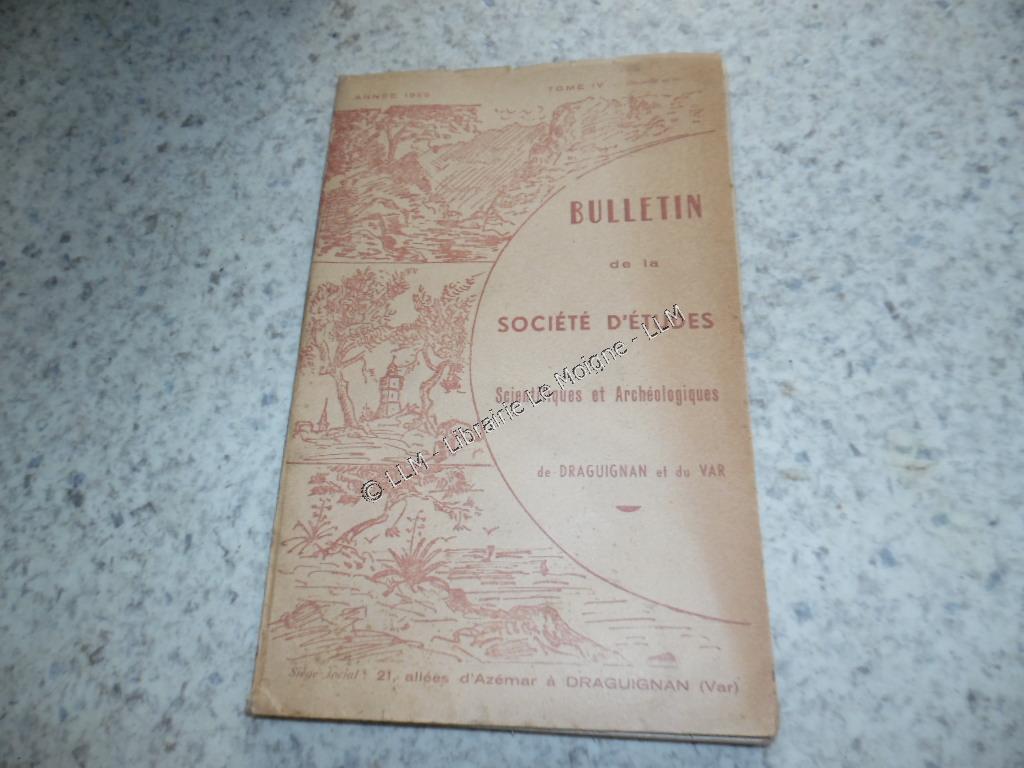 TOME IV
BULLETIN
de la
SOCIÉTÉ D'ÉTUDES
Scientifiques et Archéologiques
de DRAGUIGNAN et du VAR
Siège social : 21, allées d'Azémar à DRAGUIGNAN (Var)
© LLM - Librairie Le Moigne - LLM